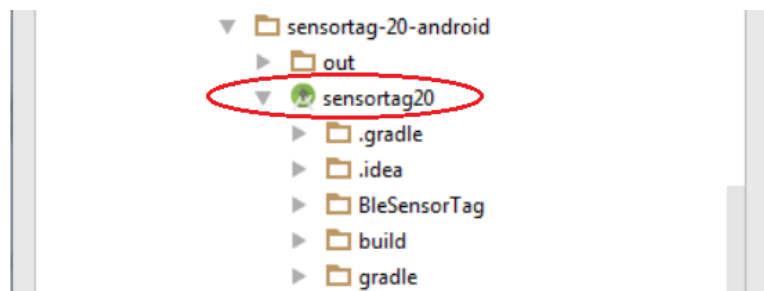 sensortag-20-android
out
sensortag20
.gradle
.idea
BleSensorTag
build
gradle